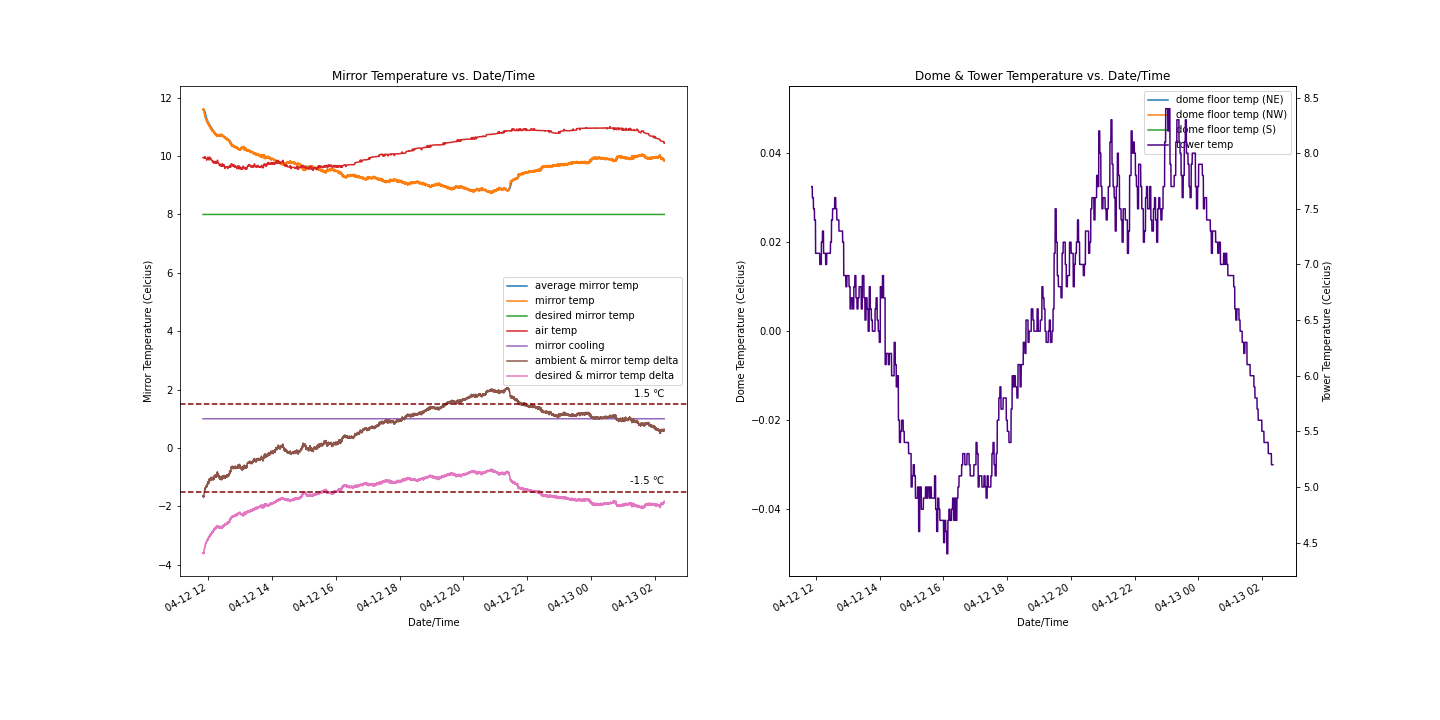 Mirror Temperature vs. Date/Time
Mirror Temperature (Celcius)
12
10
8
6
4
2
0
−2
−4
average mirror temp
mirror temp
desired mirror temp
air temp
mirror cooling
ambient & mirror temp delta
desired & mirror temp delta
1.5 °C
-1.5 °C
04-12 12
04-12 14
04-12 16
04-12 18
04-12 20
04-12 22
04-13 00
04-13 02
Date/Time
Dome & Tower Temperature vs. Date/Time
Dome Temperature (Celcius)
0.04
0.02
0.00
−0.02
−0.04
dome floor temp (NE)
dome floor temp (NW)
dome floor temp (S)
tower temp
8.5
8.0
7.5
7.0
6.5
6.0
5.5
5.0
4.5
Tower Temperature (Celcius)
04-12 12
04-12 14
04-12 16
04-12 18
04-12 20
04-12 22
04-13 00
04-13 02
Date/Time